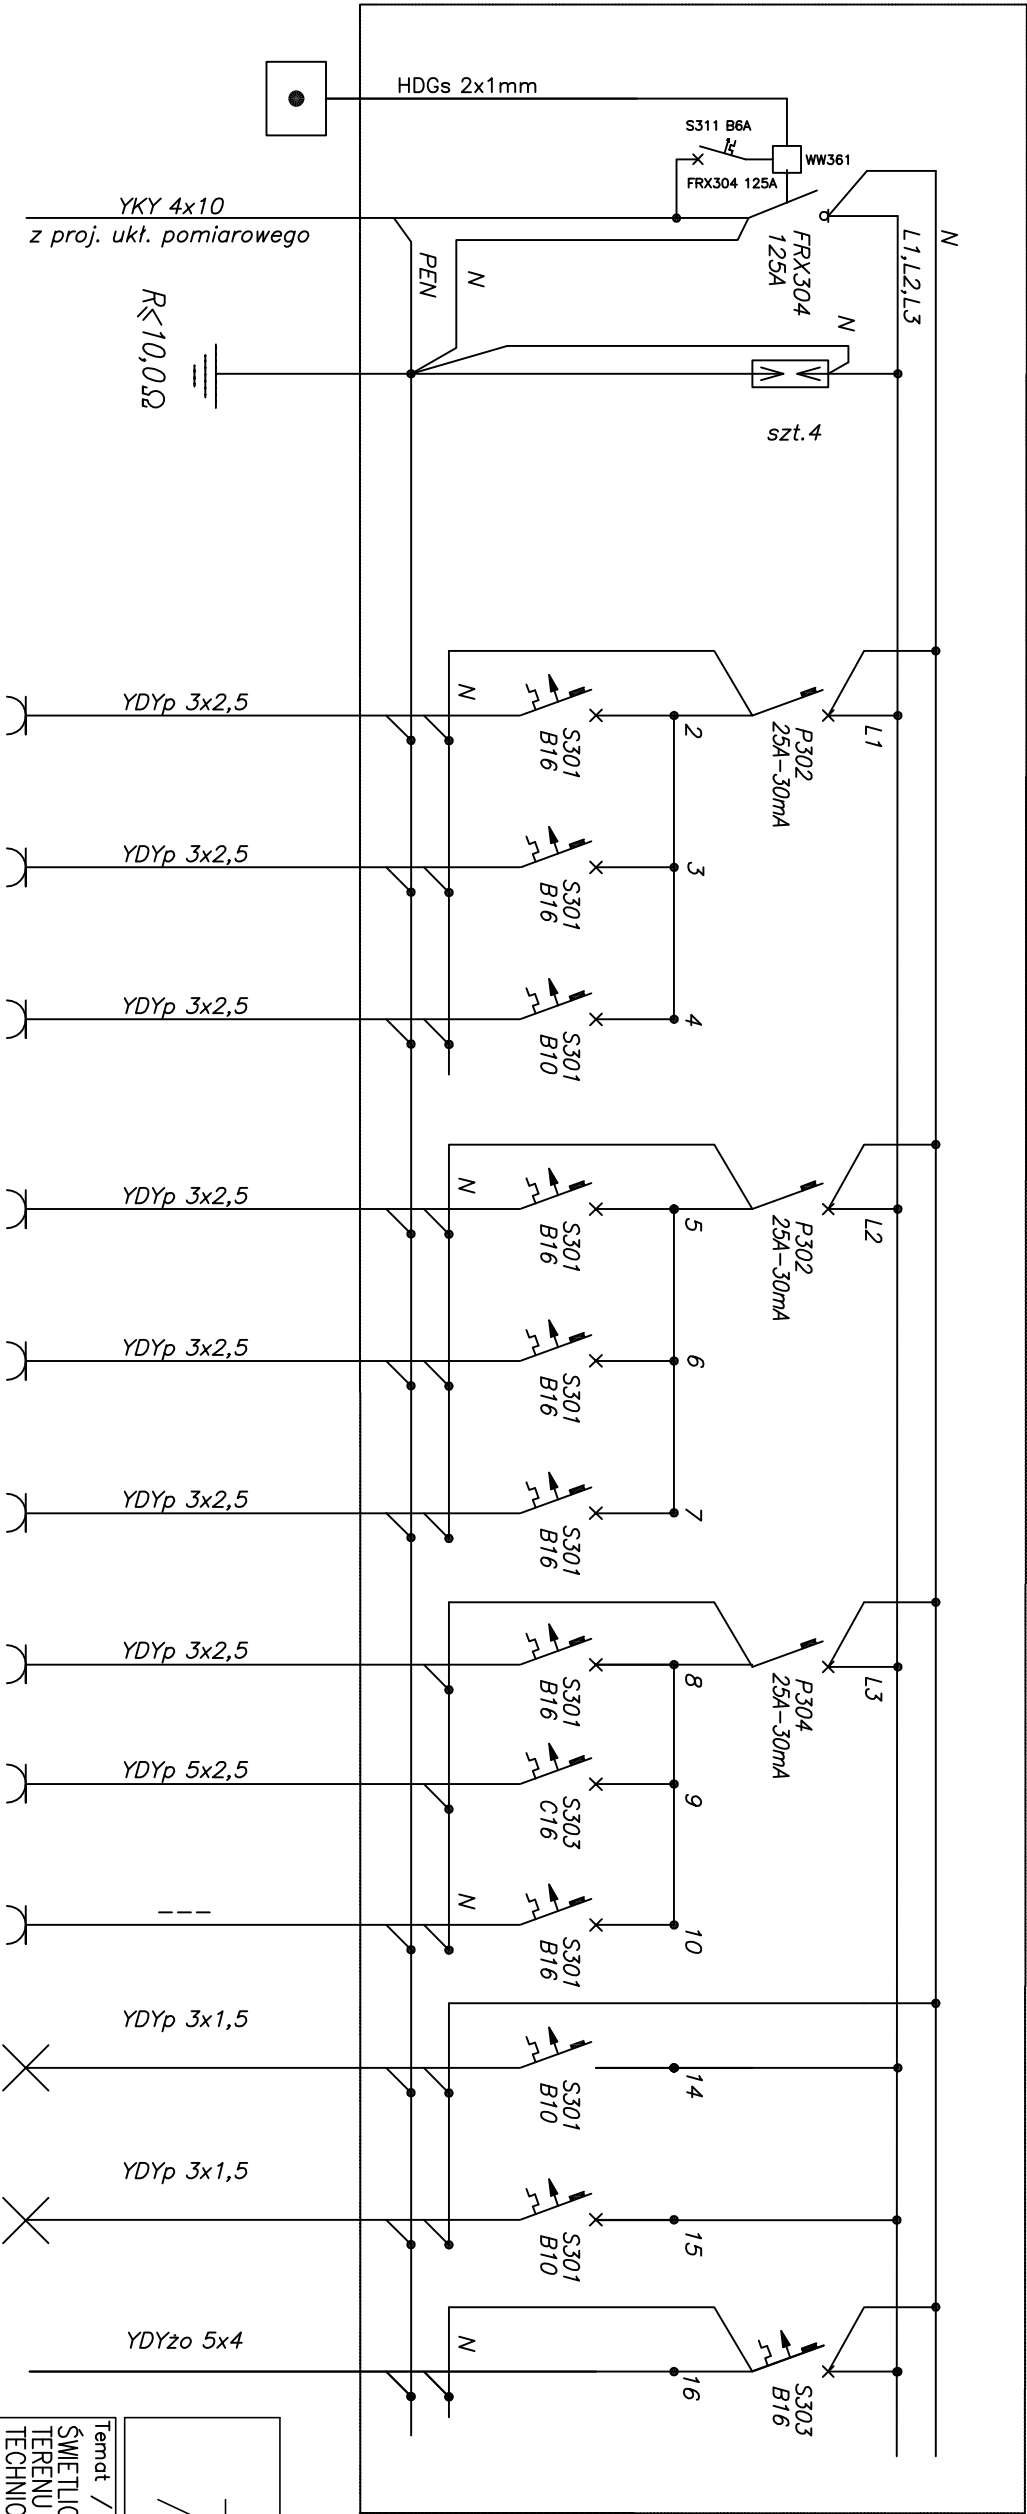 HDGs 2x1mm
S311 B6A
WW361
FRX304 125A
YKY 4x10
z proj. ukł. pomiarowego
N
L1,L2,L3
FRX304
125A
PEN
N
N
R≤10,0Ω
szt.4
YDYp 3x2,5
N
S301
B16
2
P302
25A-30mA
L1
YDYp 3x2,5
S301
B16
3
YDYp 3x2,5
S301
B10
4
YDYp 3x2,5
N
S301
B16
5
P302
25A-30mA
L2
YDYp 3x2,5
S301
B16
6
YDYp 3x2,5
S301
B16
7
YDYp 3x2,5
S301
B16
8
P304
25A-30mA
L3
YDYp 5x2,5
S303
C16
9
---
N
S301
B16
10
YDYp 3x1,5
S301
B10
14
YDYp 3x1,5
S301
B10
15
YDYżo 5x4
N
16
S303
B16
Temat /
ŚWIETLIC
TERENU
TECHNIC